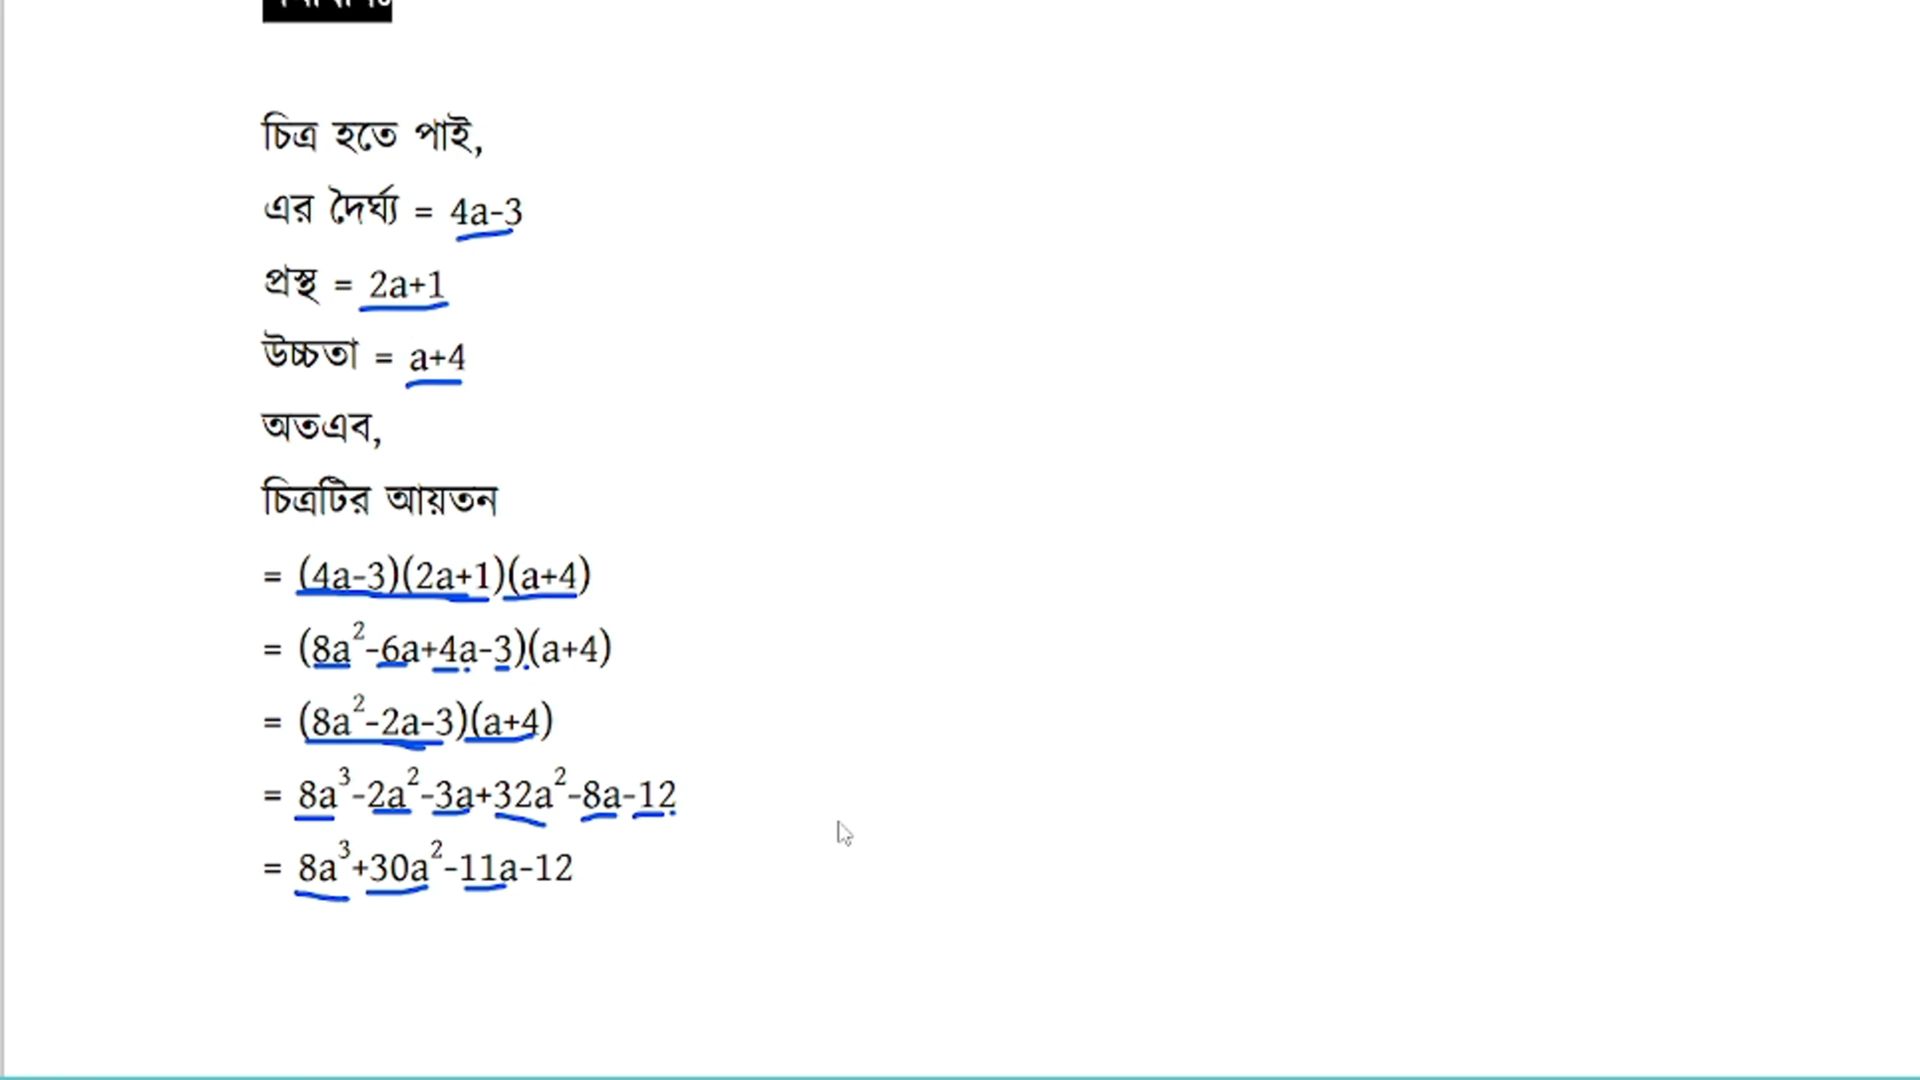 চিত্র হতে পাই,
এর দৈর্ঘ্য = 4a-3
প্রস্থ = 2a+1
উচ্চতা = a+4
অতএব,
চিত্রটির আয়তন
= (4a-3)(2a+1)(a+4)
= (8a²-6a+4a-3)(a+4)
= (8a²-2a-3)(a+4)
= 8a³-2a²-3a+32a²-8a-12
= 8a³+30a²-11a-12